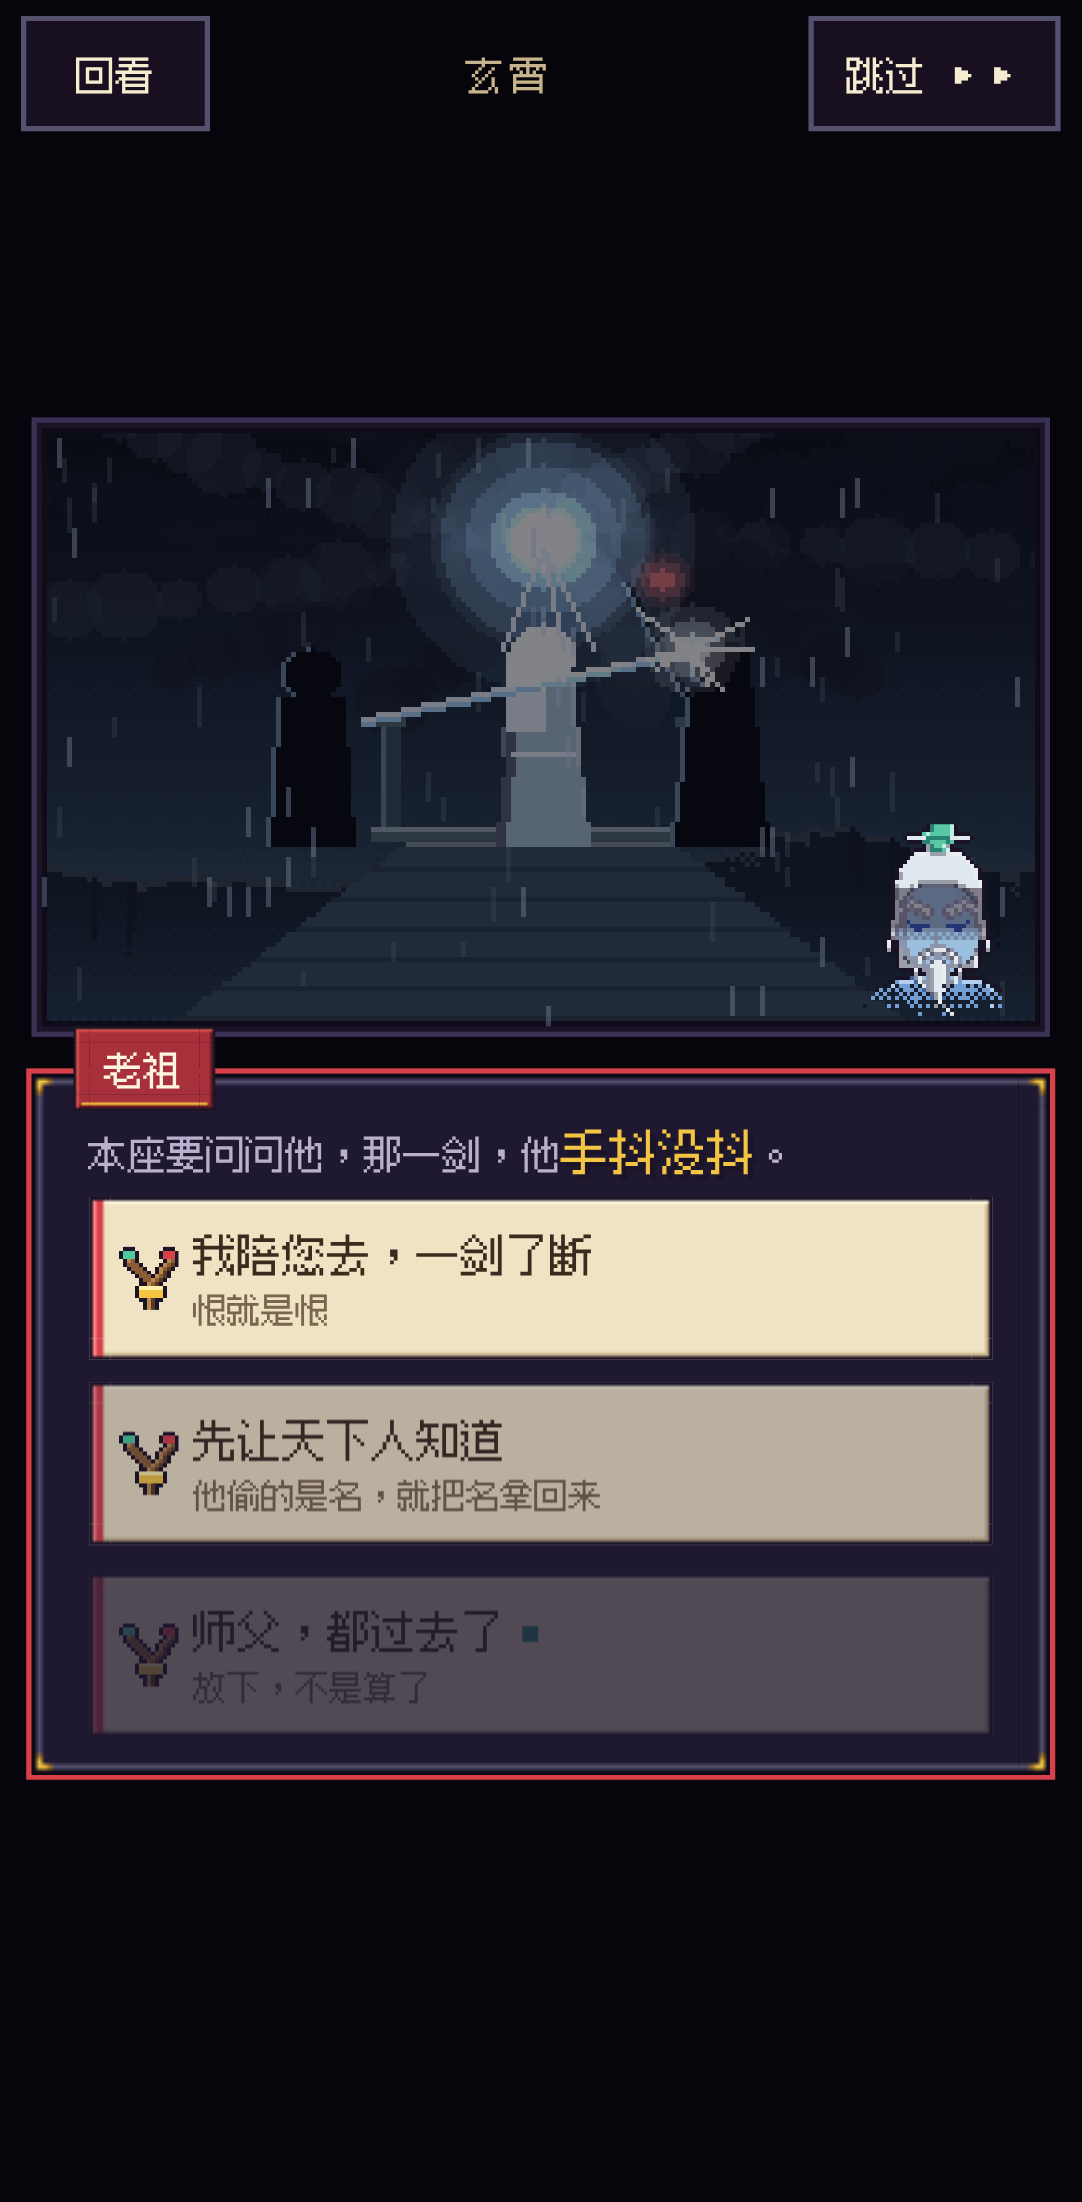 回看
玄霄
跳过 ▶ ▶
老祖
本座要问问他，那一剑，他手抖没抖。
我陪您去，一剑了断
恨就是恨
先让天下人知道
他偷的是名，就把名拿回来
师父，都过去了
放下，不是算了